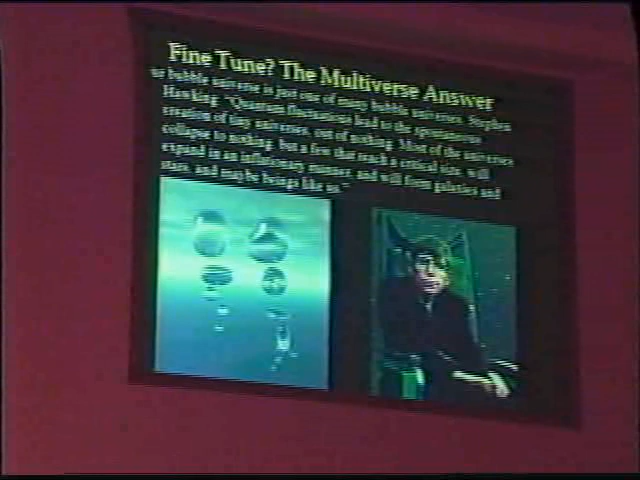 Fine Tune? The Multiverse Answer
ur bubble universe is just one of many bubble universes. Stephen
Hawking "Quantum fluctuations lead to the spontaneous
creation of tiny universes, out of nothing. Most of the universes
collapse to nothing, but a few that reach a critical size, will
expand in an inflationary manner, and will form galaxies and
stars, and maybe beings like us."